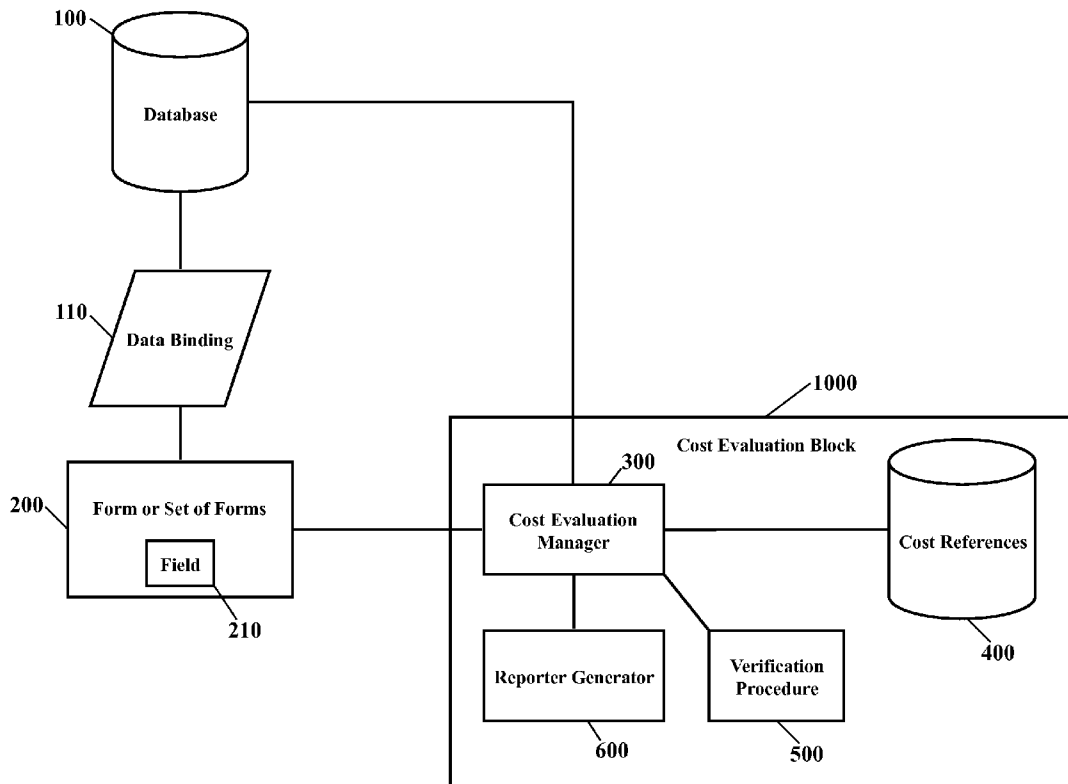 100
Database
110
Data Binding
1000
Cost Evaluation Block
300
200
Form or Set of Forms
Cost Evaluation
Manager
Cost References
Field
210
400
Reporter Generator
Verification
Procedure
600
500